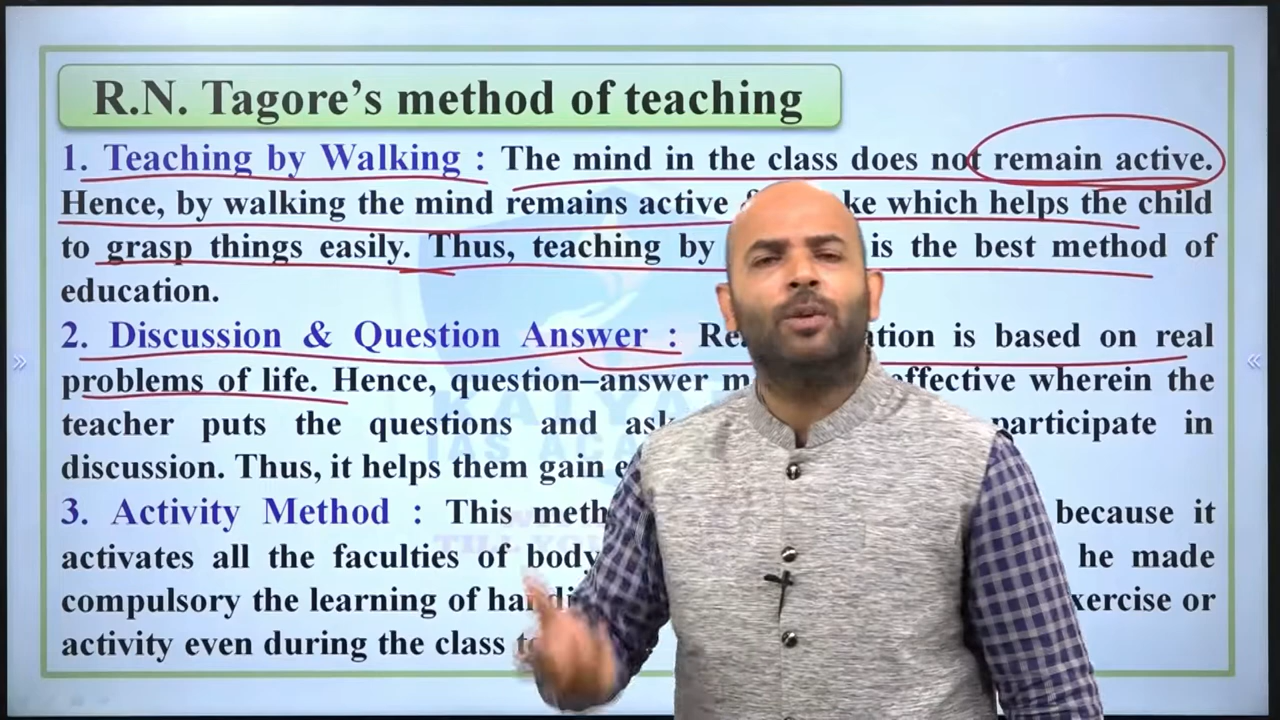 R.N. Tagore’s method of teaching
1. Teaching by Walking : The mind in the class does not remain active.
Hence, by walking the mind remains active which helps the child
to grasp things easily. Thus, teaching by is the best method of
education.
2. Discussion & Question Answer : is based on real
problems of life. Hence, question–answer effective wherein the
teacher puts the questions and participate in
discussion. Thus, it helps them gain
3. Activity Method : This because it
activates all the faculties of body he made
compulsory the learning of or
activity even during the class
KALYAN
IAS ACADEMY